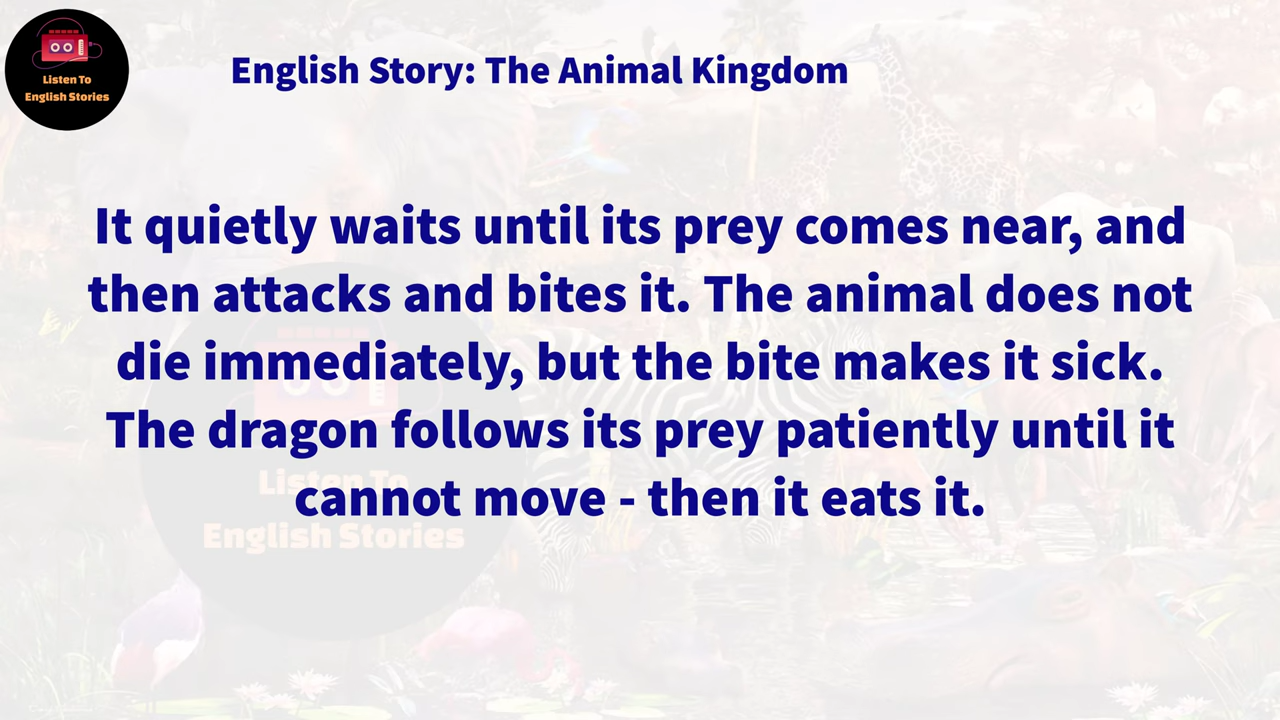 Listen To
English Stories
English Story: The Animal Kingdom
It quietly waits until its prey comes near, and
then attacks and bites it. The animal does not
die immediately, but the bite makes it sick.
The dragon follows its prey patiently until it
cannot move - then it eats it.
Listen To
English Stories